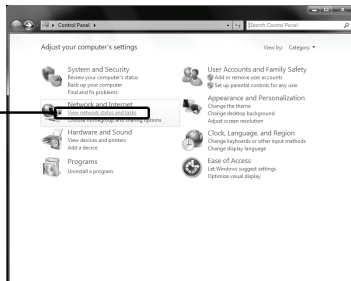 Control Panel
Search Control Panel
Adjust your computer's settings
View by: Category
System and Security
Review your computer's status
Back up your computer
Find and fix problems
Network and Internet
View network status and tasks
Choose homegroup and sharing options
Hardware and Sound
View devices and printers
Add a device
Programs
Uninstall a program
User Accounts and Family Safety
Add or remove user accounts
Set up parental controls for any user
Appearance and Personalization
Change the theme
Change desktop background
Adjust screen resolution
Clock, Language, and Region
Change keyboards or other input methods
Change display language
Ease of Access
Let Windows suggest settings
Optimize visual display